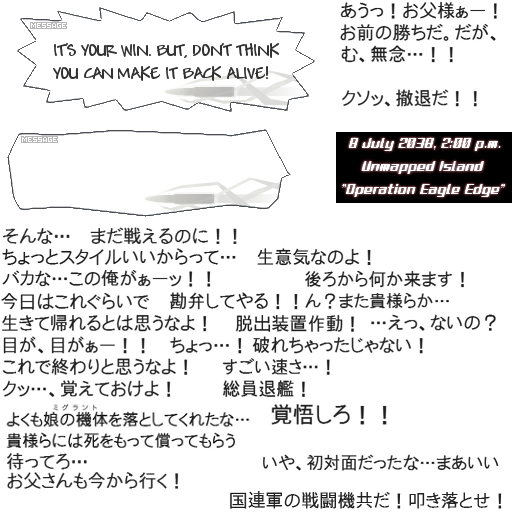 MESSAGE
IT'S YOUR WIN. BUT, DON'T THINK
YOU CAN MAKE IT BACK ALIVE!
あうっ！お父様ぁー！
お前の勝ちだ。だが、
む、無念…！！
クソッ、撤退だ！！
MESSAGE
8 July 2030, 2:00 p.m.
Unmapped Island
"Operation Eagle Edge"
そんな…　まだ戦えるのに！！
ちょっとスタイルいいからって…　生意気なのよ！
バカな…この俺がぁーッ！！　後ろから何か来ます！
今日はこれぐらいで　勘弁してやる！！ん？また貴様らか…
生きて帰れるとは思うなよ！　脱出装置作動！　…えっ、ないの？
目が、目がぁー！！　ちょっ…！破れちゃったじゃない！
これで終わりと思うなよ！　すごい速さ…！
クッ…、覚えておけよ！　総員退艦！
ミグラント
よくも娘の機体を落としてくれたな…　覚悟しろ！！
貴様らには死をもって償ってもらう
待ってろ…　いや、初対面だったな…まあいい
お父さんも今から行く！
国連軍の戦闘機共だ！叩き落とせ！